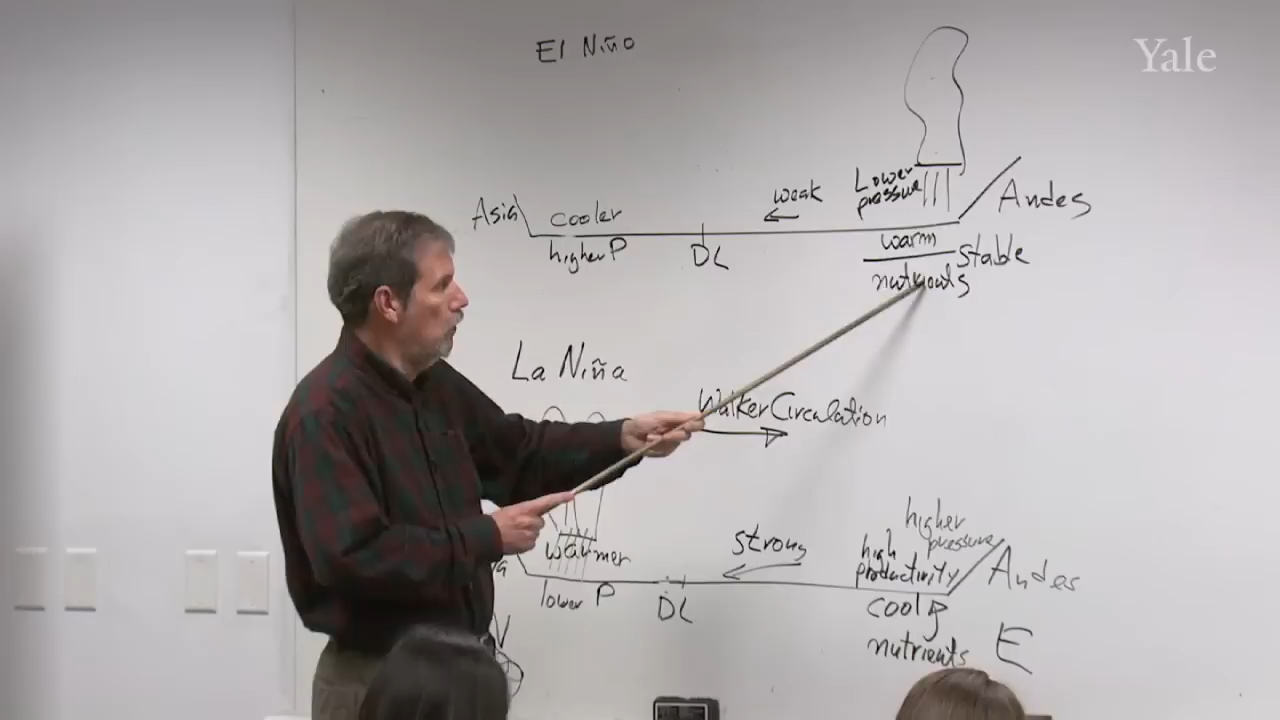 Yale
El Niño
Lower
pressure
weak
Asia
cooler
Andes
higher P
DL
warm
stable
nutrients
La Niña
Walker Circulation
higher
pressure
strong
high
productivity
warmer
Andes
lower P
DL
cool
nutrients
E